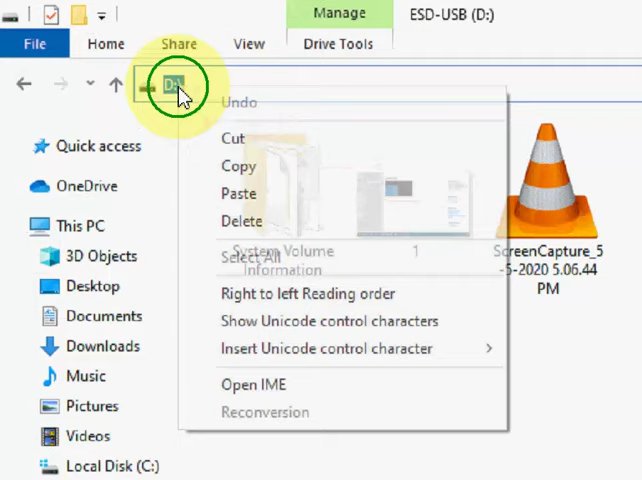 Manage
ESD-USB (D:)
File
Home
Share
View
Drive Tools
D:\
Undo
Cut
Copy
Paste
Delete
Select All
Right to left Reading order
Show Unicode control characters
Insert Unicode control character
Open IME
Reconversion
Quick access
OneDrive
This PC
3D Objects
Desktop
Documents
Downloads
Music
Pictures
Videos
Local Disk (C:)
System Volume
Information
1
ScreenCapture_5
-5-2020 5.06.44
PM